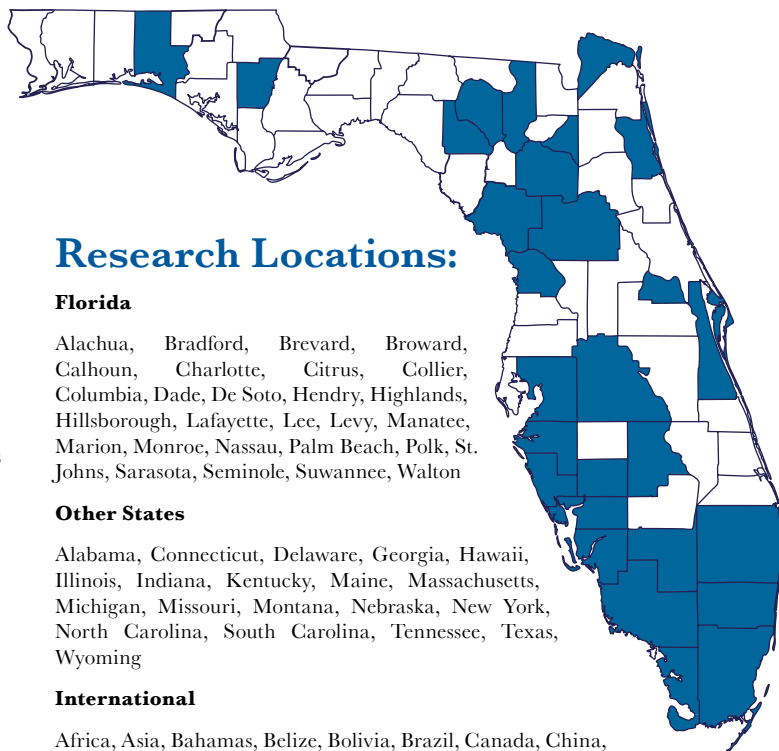 Research Locations:
Florida
Alachua, Bradford, Brevard, Broward,
Calhoun, Charlotte, Citrus, Collier,
Columbia, Dade, De Soto, Hendry, Highlands,
Hillsborough, Lafayette, Lee, Levy, Manatee,
Marion, Monroe, Nassau, Palm Beach, Polk, St.
Johns, Sarasota, Seminole, Suwannee, Walton
Other States
Alabama, Connecticut, Delaware, Georgia, Hawaii,
Illinois, Indiana, Kentucky, Maine, Massachusetts,
Michigan, Missouri, Montana, Nebraska, New York,
North Carolina, South Carolina, Tennessee, Texas,
Wyoming
International
Africa, Asia, Bahamas, Belize, Bolivia, Brazil, Canada, China,